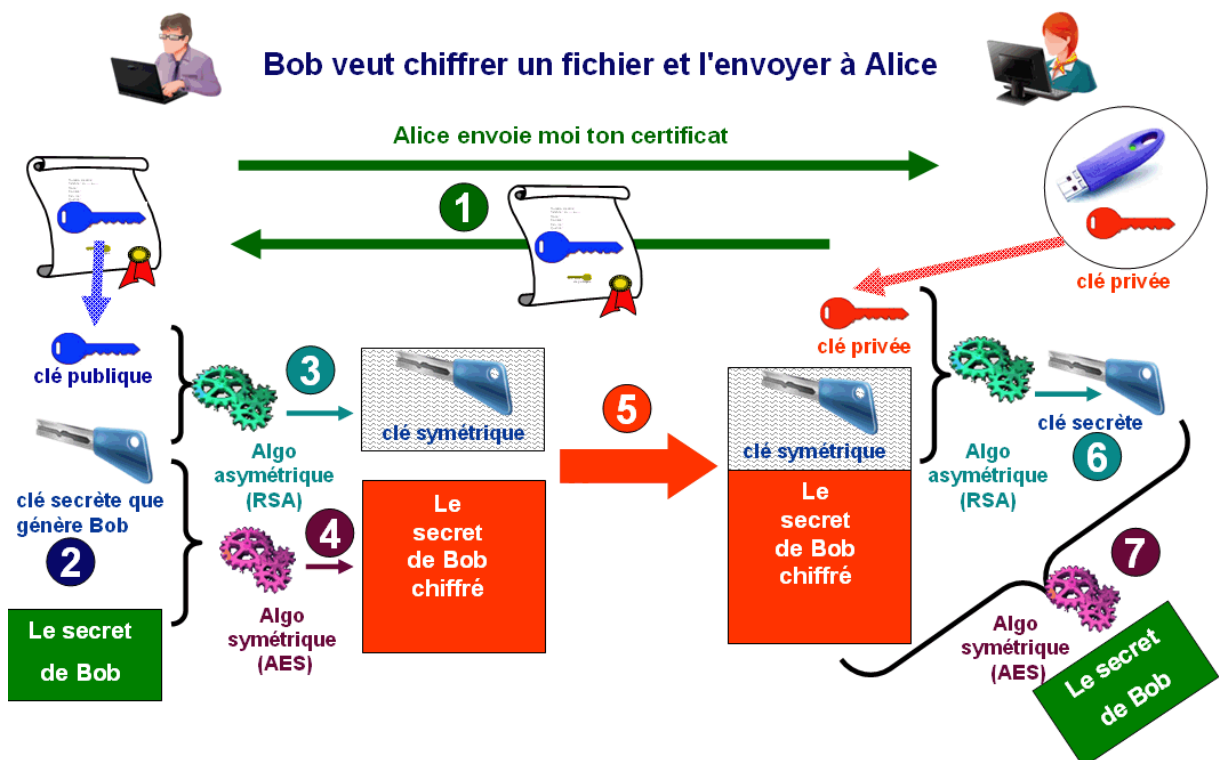 Bob veut chiffrer un fichier et l'envoyer à Alice
Alice envoie moi ton certificat
1
clé privée
clé publique
3
clé symétrique
Algo
asymétrique
(RSA)
clé secrète que
génère Bob
2
4
Algo
symétrique
(AES)
Le
secret
de Bob
chiffré
Le secret
de Bob
5
clé privée
clé symétrique
Le
secret
de Bob
chiffré
Algo
asymétrique
(RSA)
clé secrète
6
7
Algo
symétrique
(AES)
Le secret
de Bob